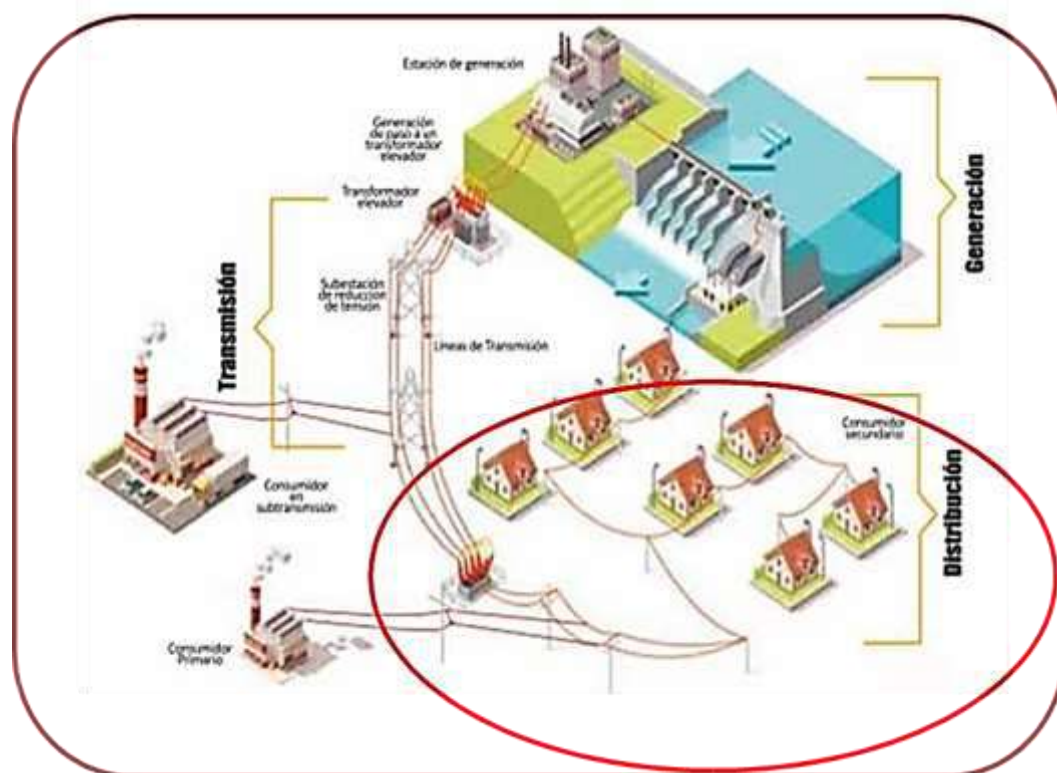 Estación de generación
Generación
de paso a un
transformador
elevador
Transformador
elevador
Generación
Transmisión
Subestación
de reducción
de tensión
Líneas de Transmisión
Consumidor
en subtransmisión
Consumidor
secundario
Distribución
Consumidor
Primario